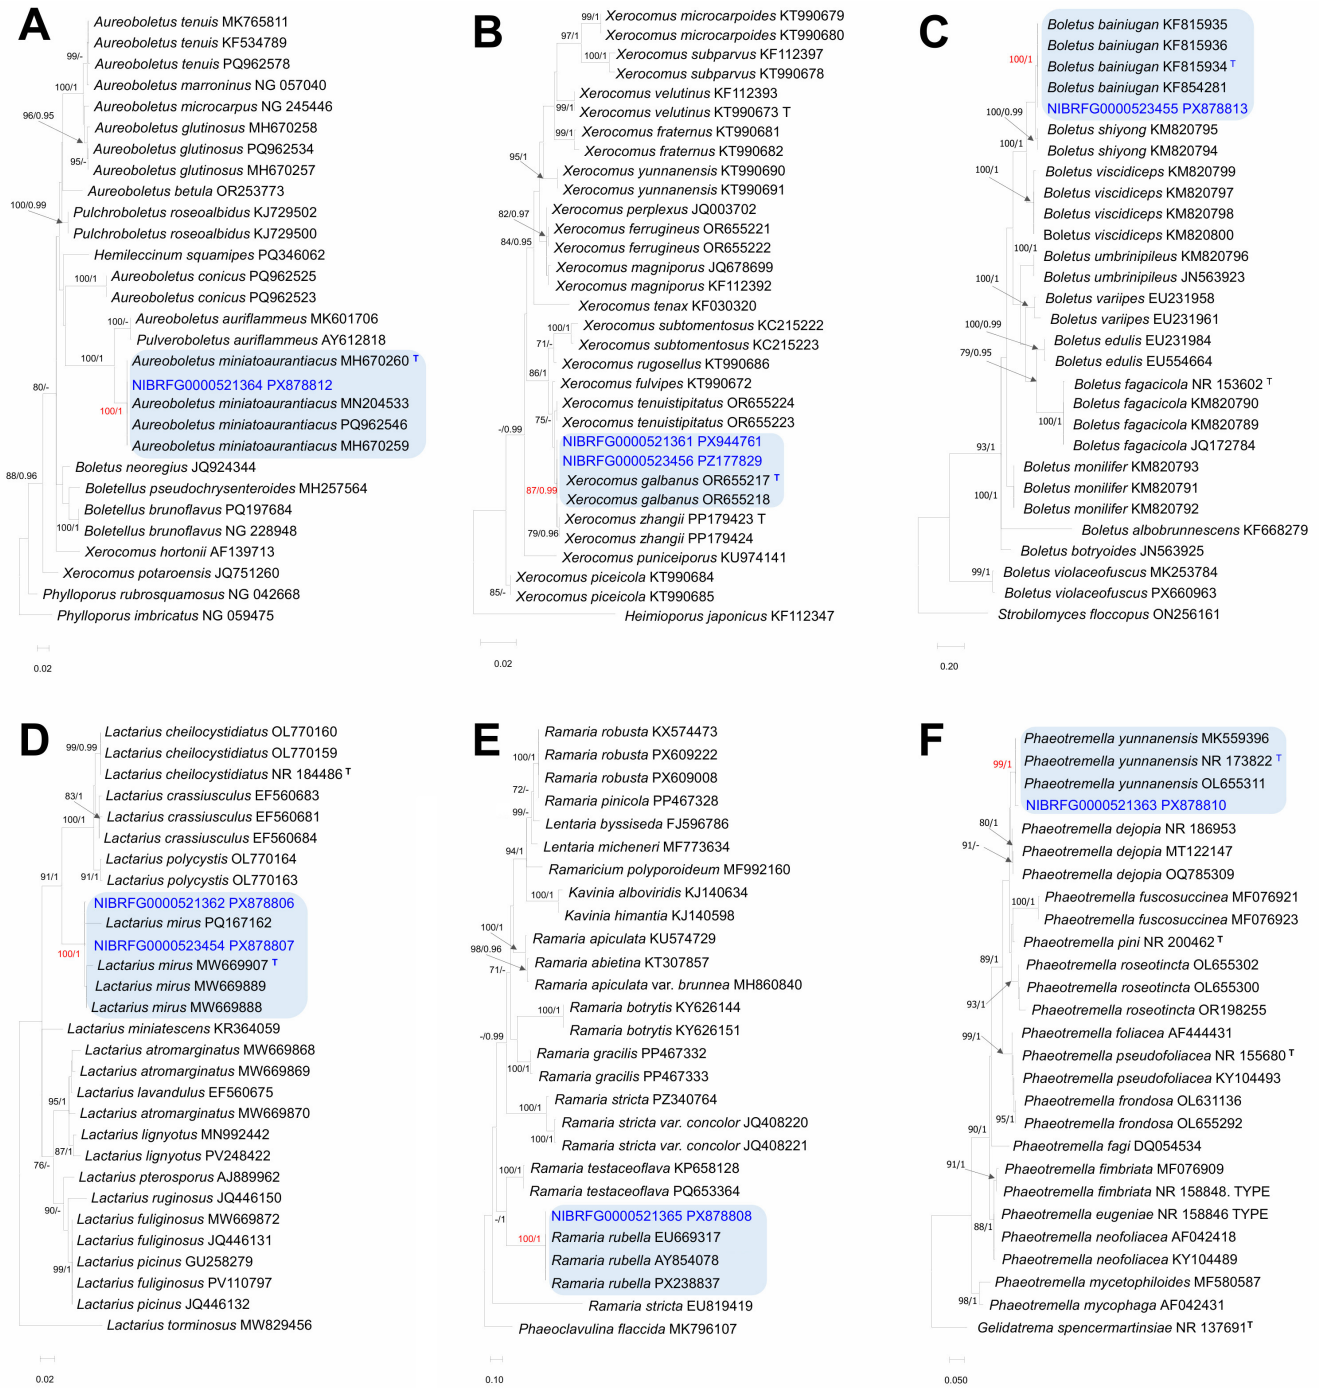 A
Aureoboletus tenuis MK765811
Aureoboletus tenuis KF534789
99/-
Aureoboletus tenuis PQ962578
Aureoboletus marroninus NG 057040
100/1
Aureoboletus microcarpus NG 245446
96/0.95
Aureoboletus glutinosus MH670258
Aureoboletus glutinosus PQ962534
95/-
Aureoboletus glutinosus MH670257
Aureoboletus betula OR253773
100/0.99
Pulchroboletus roseoalbidus KJ729502
Pulchroboletus roseoalbidus KJ729500
Hemileccinum squamipes PQ346062
100/1
Aureoboletus conicus PQ962525
Aureoboletus conicus PQ962523
100/-
Aureoboletus auriflammeus MK601706
Pulveroboletus auriflammeus AY612818
100/1
Aureoboletus miniatoaurantiacus MH670260 T
NIBRFG0000521364 PX878812
80/-
100/1
Aureoboletus miniatoaurantiacus MN204533
Aureoboletus miniatoaurantiacus PQ962546
Aureoboletus miniatoaurantiacus MH670259
Boletus neoregius JQ924344
88/0.96
Boletellus pseudochrysenteroides MH257564
Boletellus brunoflavus PQ197684
100/1
Boletellus brunoflavus NG 228948
Xerocomus hortonii AF139713
Xerocomus potaroensis JQ751260
Phylloporus rubrosquamosus NG 042668
Phylloporus imbricatus NG 059475
0.02
B
99/1
Xerocomus microcarpoides KT990679
97/1
Xerocomus microcarpoides KT990680
100/1
Xerocomus subparvus KF112397
Xerocomus subparvus KT990678
Xerocomus velutinus KF112393
99/1
Xerocomus velutinus KT990673 T
99/1
Xerocomus fraternus KT990681
Xerocomus fraternus KT990682
95/1
Xerocomus yunnanensis KT990690
Xerocomus yunnanensis KT990691
82/0.97
Xerocomus perplexus JQ003702
Xerocomus ferrugineus OR655221
84/0.95
Xerocomus ferrugineus OR655222
Xerocomus magniporus JQ678699
Xerocomus magniporus KF112392
Xerocomus tenax KF030320
100/1
Xerocomus subtomentosus KC215222
71/-
Xerocomus subtomentosus KC215223
Xerocomus rugosellus KT990686
86/1
Xerocomus fulvipes KT990672
Xerocomus tenuistipitatus OR655224
75/-
Xerocomus tenuistipitatus OR655223
-/0.99
NIBRFG0000521361 PX944761
NIBRFG0000523456 PZ177829
Xerocomus galbanus OR655217 T
87/0.99
Xerocomus galbanus OR655218
Xerocomus zhangii PP179423 T
79/0.96
Xerocomus zhangii PP179424
Xerocomus puniceiporus KU974141
Xerocomus piceicola KT990684
85/-
Xerocomus piceicola KT990685
Heimioporus japonicus KF112347
0.02
C
Boletus bainiugan KF815935
Boletus bainiugan KF815936
100/1
Boletus bainiugan KF815934 T
Boletus bainiugan KF854281
NIBRFG0000523455 PX878813
100/0.99
Boletus shiyong KM820795
100/1
Boletus shiyong KM820794
100/1
Boletus viscidiceps KM820799
Boletus viscidiceps KM820797
Boletus viscidiceps KM820798
Boletus viscidiceps KM820800
100/1
Boletus umbrinipileus KM820796
100/1
Boletus umbrinipileus JN563923
Boletus variipes EU231958
Boletus variipes EU231961
100/0.99
Boletus edulis EU231984
79/0.95
Boletus edulis EU554664
Boletus fagacicola NR 153602 T
Boletus fagacicola KM820790
100/1
Boletus fagacicola KM820789
Boletus fagacicola JQ172784
93/1
Boletus monilifer KM820793
100/1
Boletus monilifer KM820791
Boletus monilifer KM820792
Boletus albobrunnescens KF668279
Boletus botryoides JN563925
99/1
Boletus violaceofuscus MK253784
Boletus violaceofuscus PX660963
Strobilomyces floccopus ON256161
0.20
D
Lactarius cheilocystidiatus OL770160
99/0.99
Lactarius cheilocystidiatus OL770159
Lactarius cheilocystidiatus NR 184486 T
83/1
Lactarius crassiusculus EF560683
100/1
Lactarius crassiusculus EF560681
Lactarius crassiusculus EF560684
Lactarius polycystis OL770164
91/1
91/1
Lactarius polycystis OL770163
NIBRFG0000521362 PX878806
Lactarius mirus PQ167162
NIBRFG0000523454 PX878807
100/1
Lactarius mirus MW669907 T
Lactarius mirus MW669889
Lactarius mirus MW669888
Lactarius miniatescens KR364059
Lactarius atromarginatus MW669868
Lactarius atromarginatus MW669869
Lactarius lavandulus EF560675
95/1
Lactarius atromarginatus MW669870
Lactarius lignyotus MN992442
87/1
Lactarius lignyotus PV248422
76/-
Lactarius pterosporus AJ889962
Lactarius ruginosus JQ446150
90/-
Lactarius fuliginosus MW669872
Lactarius fuliginosus JQ446131
Lactarius picinus GU258279
99/1
Lactarius fuliginosus PV110797
Lactarius picinus JQ446132
Lactarius torminosus MW829456
0.02
E
Ramaria robusta KX574473
100/1
Ramaria robusta PX609222
Ramaria robusta PX609008
72/-
Ramaria pinicola PP467328
99/-
Lentaria byssiseda FJ596786
94/1
Lentaria micheneri MF773634
Ramaricium polyporoideum MF992160
100/1
Kavinia alboviridis KJ140634
Kavinia himantia KJ140598
100/1
Ramaria apiculata KU574729
98/0.96
Ramaria abietina KT307857
71/-
Ramaria apiculata var. brunnea MH860840
100/1
Ramaria botrytis KY626144
Ramaria botrytis KY626151
-/0.99
Ramaria gracilis PP467332
100/1
Ramaria gracilis PP467333
Ramaria stricta PZ340764
100/1
Ramaria stricta var. concolor JQ408220
100/1
Ramaria stricta var. concolor JQ408221
100/1
Ramaria testaceoflava KP658128
Ramaria testaceoflava PQ653364
-/1
NIBRFG0000521365 PX878808
100/1
Ramaria rubella EU669317
Ramaria rubella AY854078
Ramaria rubella PX238837
Ramaria stricta EU819419
Phaeoclavulina flaccida MK796107
0.10
F
Phaeotremella yunnanensis MK559396
99/1
Phaeotremella yunnanensis NR 173822 T
Phaeotremella yunnanensis OL655311
NIBRFG0000521363 PX878810
80/1
Phaeotremella dejopia NR 186953
91/-
Phaeotremella dejopia MT122147
Phaeotremella dejopia OQ785309
100/1
Phaeotremella fuscosuccinea MF076921
Phaeotremella fuscosuccinea MF076923
Phaeotremella pini NR 200462 T
89/1
Phaeotremella roseotincta OL655302
Phaeotremella roseotincta OL655300
93/1
Phaeotremella roseotincta OR198255
99/1
Phaeotremella foliacea AF444431
Phaeotremella pseudofoliacea NR 155680 T
Phaeotremella pseudofoliacea KY104493
Phaeotremella frondosa OL631136
95/1
Phaeotremella frondosa OL655292
90/1
Phaeotremella fagi DQ054534
91/1
Phaeotremella fimbriata MF076909
Phaeotremella fimbriata NR 158848. TYPE
Phaeotremella eugeniae NR 158846 TYPE
88/1
Phaeotremella neofoliacea AF042418
Phaeotremella neofoliacea KY104489
Phaeotremella mycetophiloides MF580587
98/1
Phaeotremella mycophaga AF042431
Gelidatrema spencermartinsiae NR 137691 T
0.050